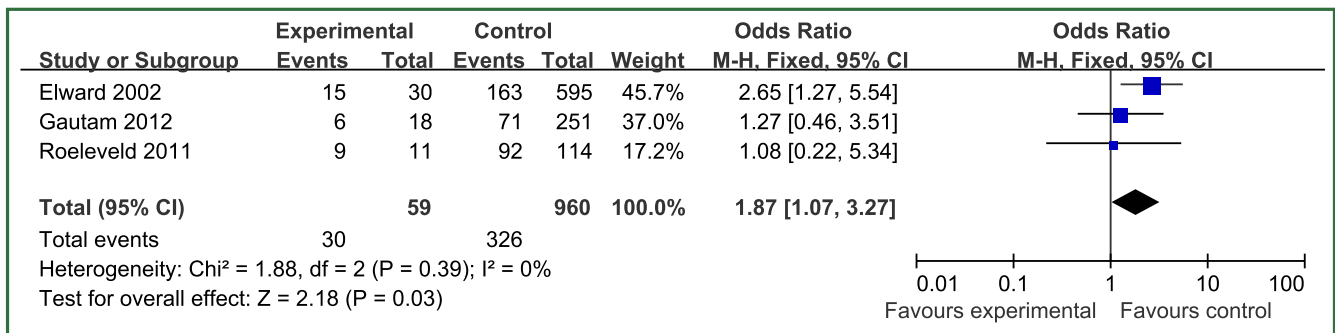 Experimental Control Odds Ratio Odds Ratio
Study or Subgroup Events Total Events Total Weight M-H, Fixed, 95% CI M-H, Fixed, 95% CI
Elward 2002 15 30 163 595 45.7% 2.65 [1.27, 5.54]
Gautam 2012 6 18 71 251 37.0% 1.27 [0.46, 3.51]
Roeleveld 2011 9 11 92 114 17.2% 1.08 [0.22, 5.34]
Total (95% CI) 59 960 100.0% 1.87 [1.07, 3.27]
Total events 30 326
Heterogeneity: Chi² = 1.88, df = 2 (P = 0.39); I² = 0%
Test for overall effect: Z = 2.18 (P = 0.03)
0.01 0.1 1 10 100
Favours experimental Favours control